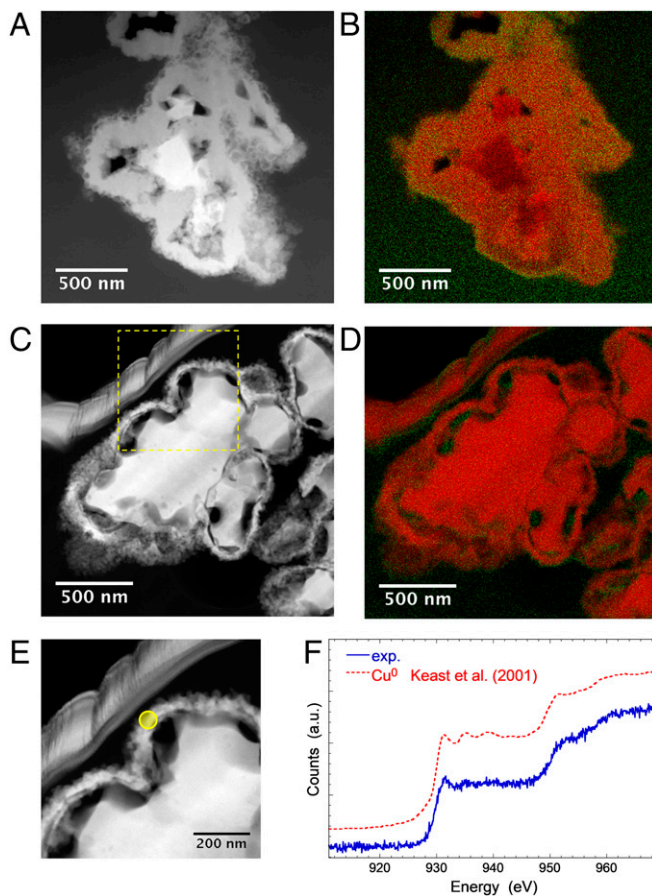 A
B
500 nm
500 nm
C
D
500 nm
500 nm
E
F
exp.
Cu⁰ Keast et al. (2001)
Counts (a.u.)
200 nm
920 930 940 950 960
Energy (eV)